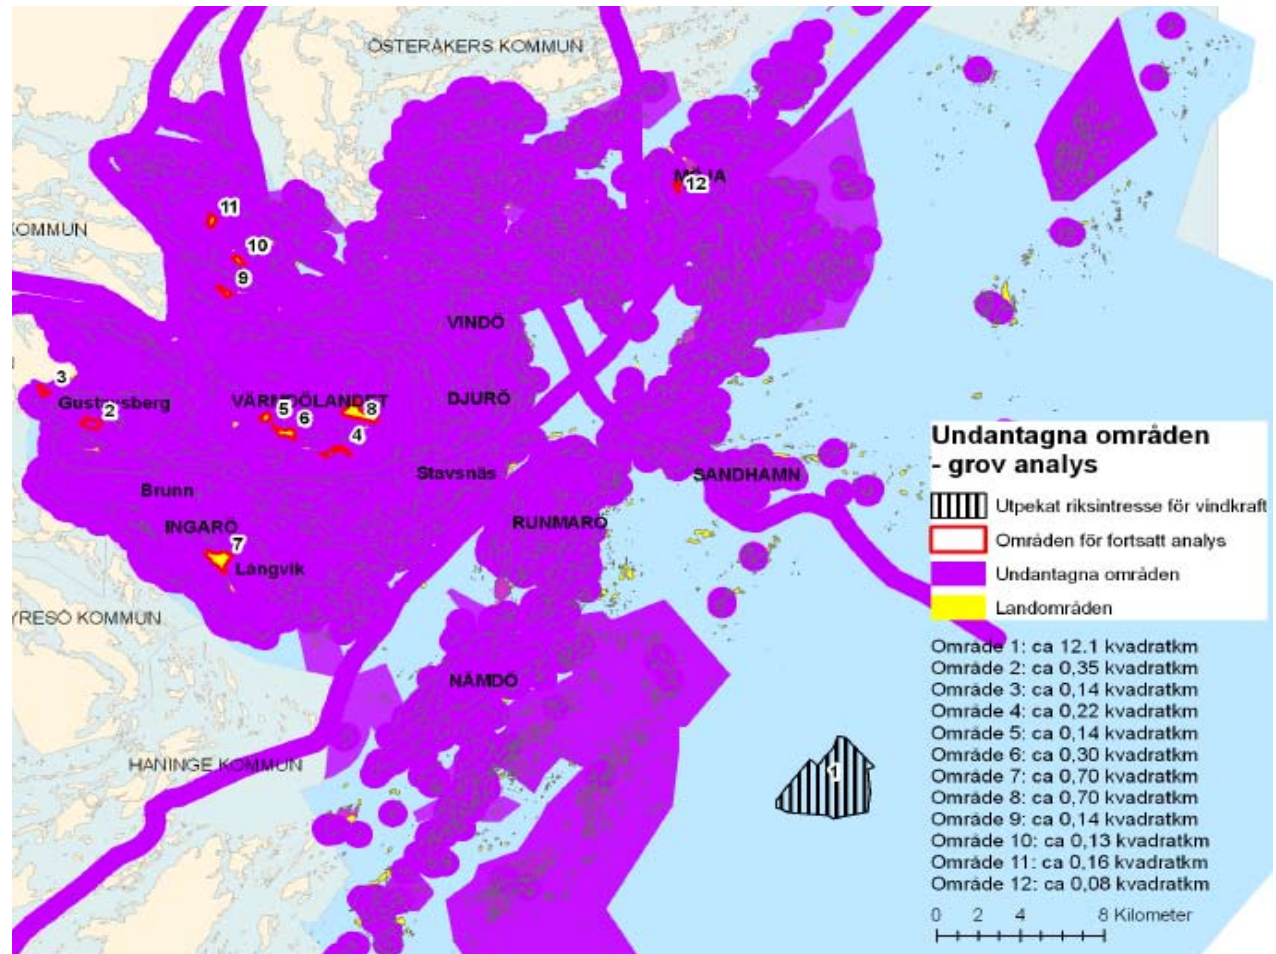 ÖSTERÅKERS KOMMUN
12
11
KOMMUN
10
9
VINDÖ
3
Gustavsberg
2
VÄRMDÖLANDET
5
6
8
4
DJURÖ
Stavsnäs
SANDHAMN
Brunn
INGARÖ
RUNMARÖ
7
Långvik
YRESÖ KOMMUN
NÄMDÖ
HANINGE KOMMUN
1
Undantagna områden
- grov analys
Utpekat riksintresse för vindkraft
Områden för fortsatt analys
Undantagna områden
Landområden
Område 1: ca 12.1 kvadratkm
Område 2: ca 0,35 kvadratkm
Område 3: ca 0,14 kvadratkm
Område 4: ca 0,22 kvadratkm
Område 5: ca 0,14 kvadratkm
Område 6: ca 0,30 kvadratkm
Område 7: ca 0,70 kvadratkm
Område 8: ca 0,70 kvadratkm
Område 9: ca 0,14 kvadratkm
Område 10: ca 0,13 kvadratkm
Område 11: ca 0,16 kvadratkm
Område 12: ca 0,08 kvadratkm
0 2 4 8 Kilometer